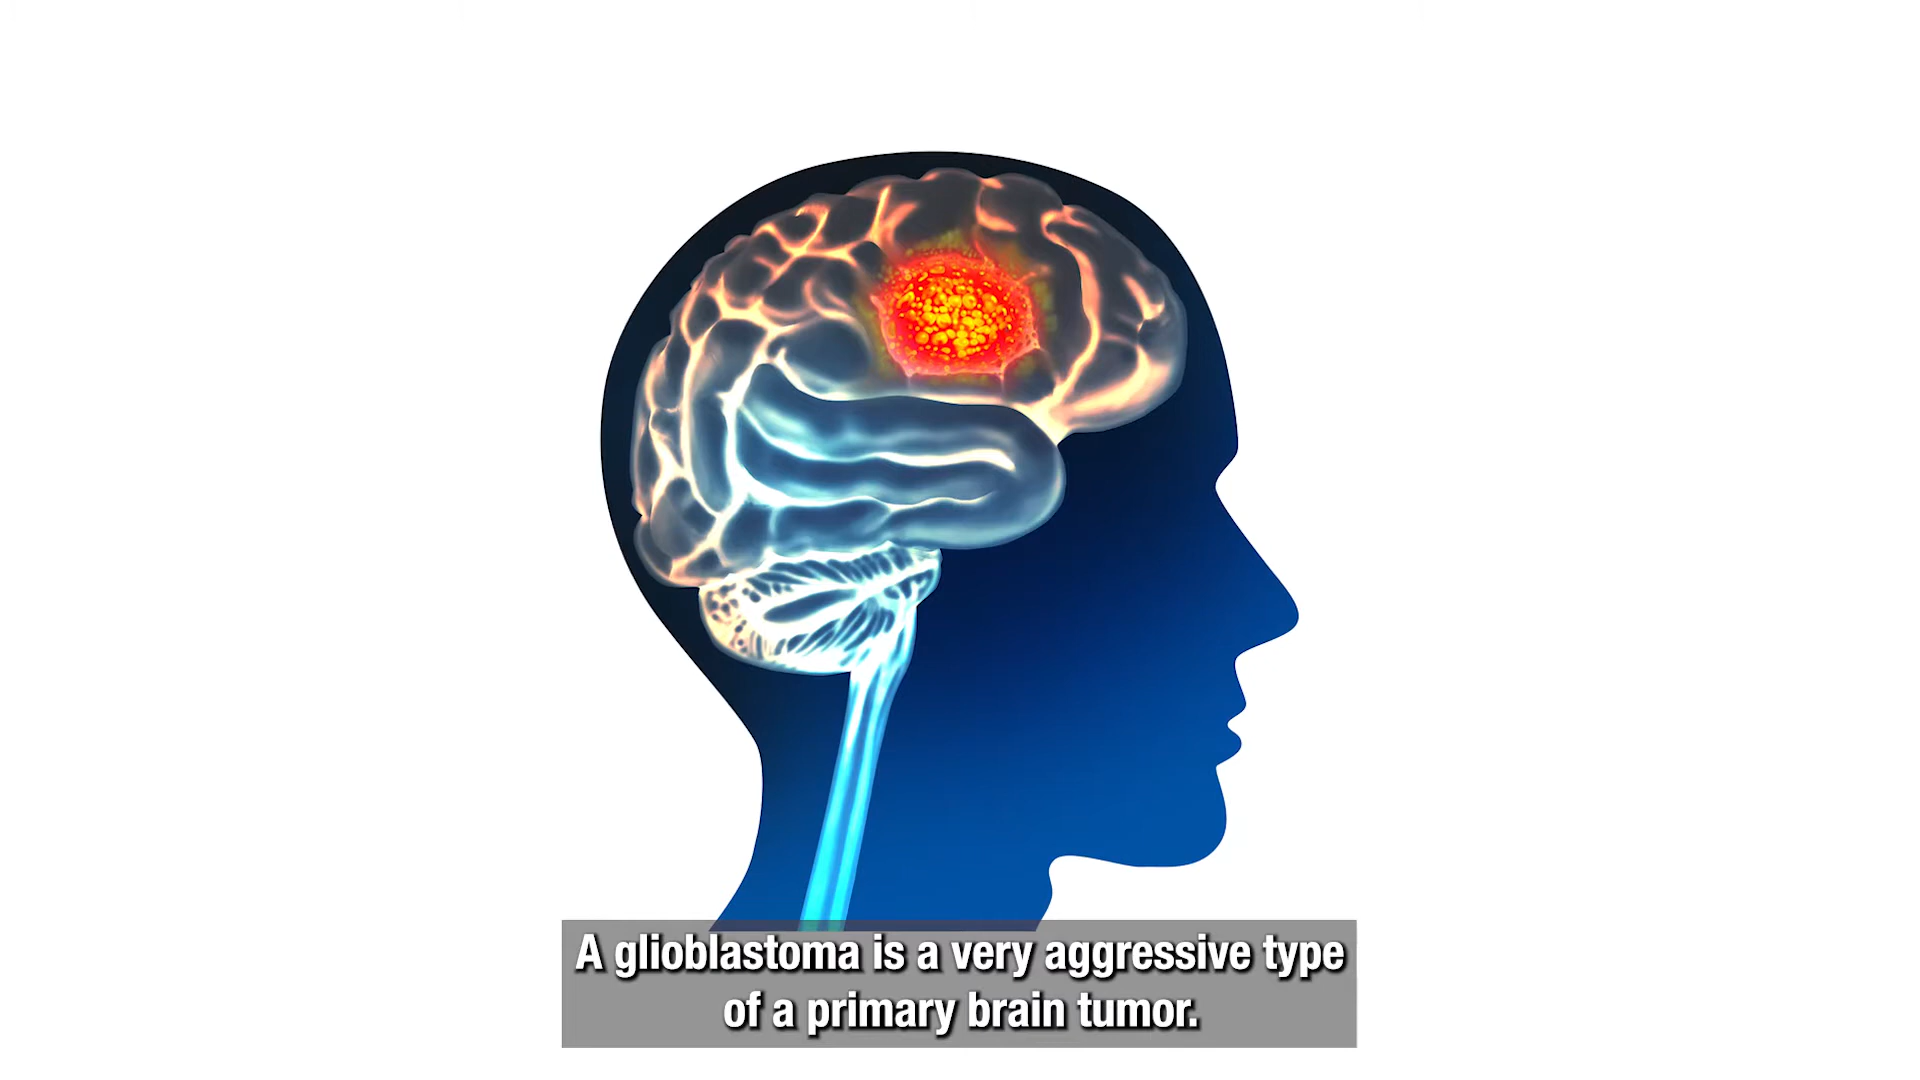 A glioblastoma is a very aggressive type
of a primary brain tumor.